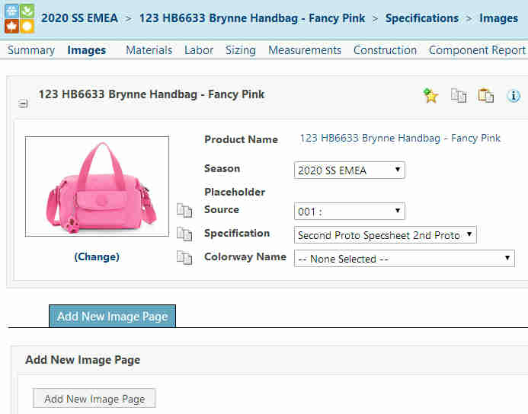 2020 SS EMEA > 123 HB6633 Brynne Handbag - Fancy Pink > Specifications > Images
Summary Images Materials Labor Sizing Measurements Construction Component Report
123 HB6633 Brynne Handbag - Fancy Pink
Product Name 123 HB6633 Brynne Handbag - Fancy Pink
Season 2020 SS EMEA
Placeholder
Source 001 :
Specification Second Proto Specsheet 2nd Proto
(Change) Colorway Name -- None Selected --
Add New Image Page
Add New Image Page
Add New Image Page